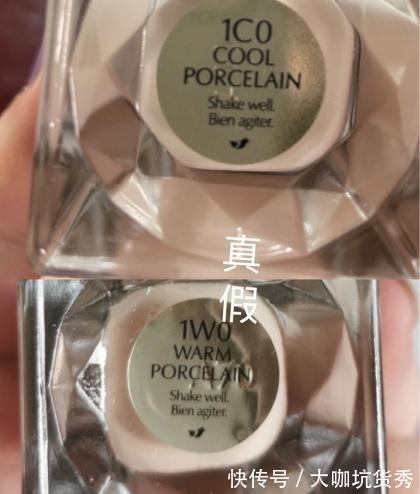 1C0
COOL
PORCELAIN
Shake well.
Bien agiter.
真
假
1W0
WARM
PORCELAIN
Shake well.
Bien agiter.
快传号/大咖坑货秀